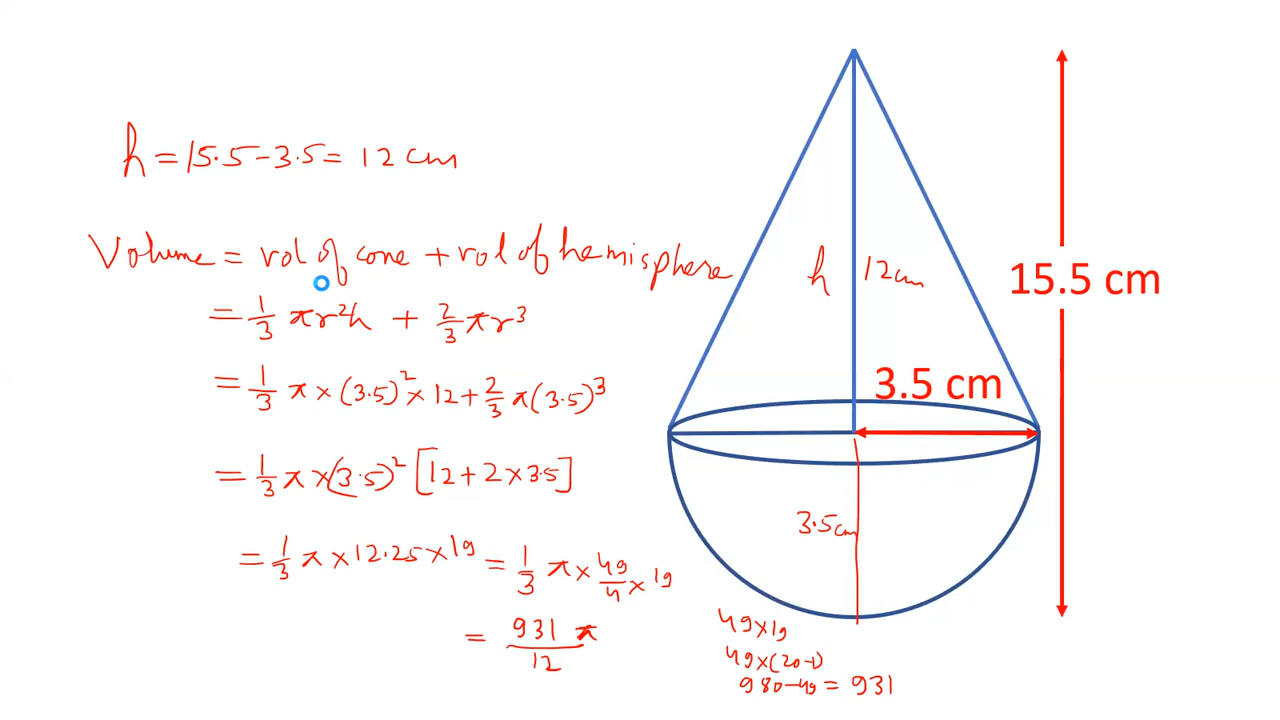 h = 15.5 - 3.5 = 12 cm
Volume = vol of cone + vol of hemisphere
= 1/3 πr²h + 2/3 πr³
= 1/3 π × (3.5)² × 12 + 2/3 π (3.5)³
= 1/3 π × (3.5)² [12 + 2 × 3.5]
= 1/3 π × 12.25 × 19 = 1/3 π × 49/4 × 19
= 931 π / 12
49 × 19
49 × (20-1)
980 - 49 = 931
h 12cm
15.5 cm
3.5 cm
3.5cm